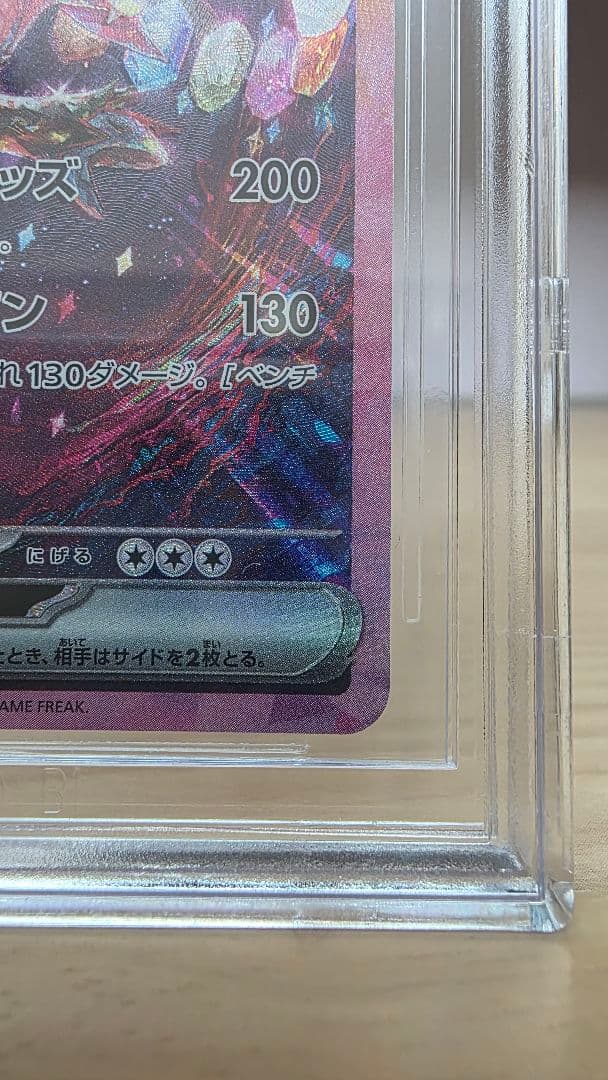 ッズ 200
。
ン 130
れ130ダメージ。[ベンチ
にげる
たとき、相手はサイドを2枚とる。
AME FREAK.
B